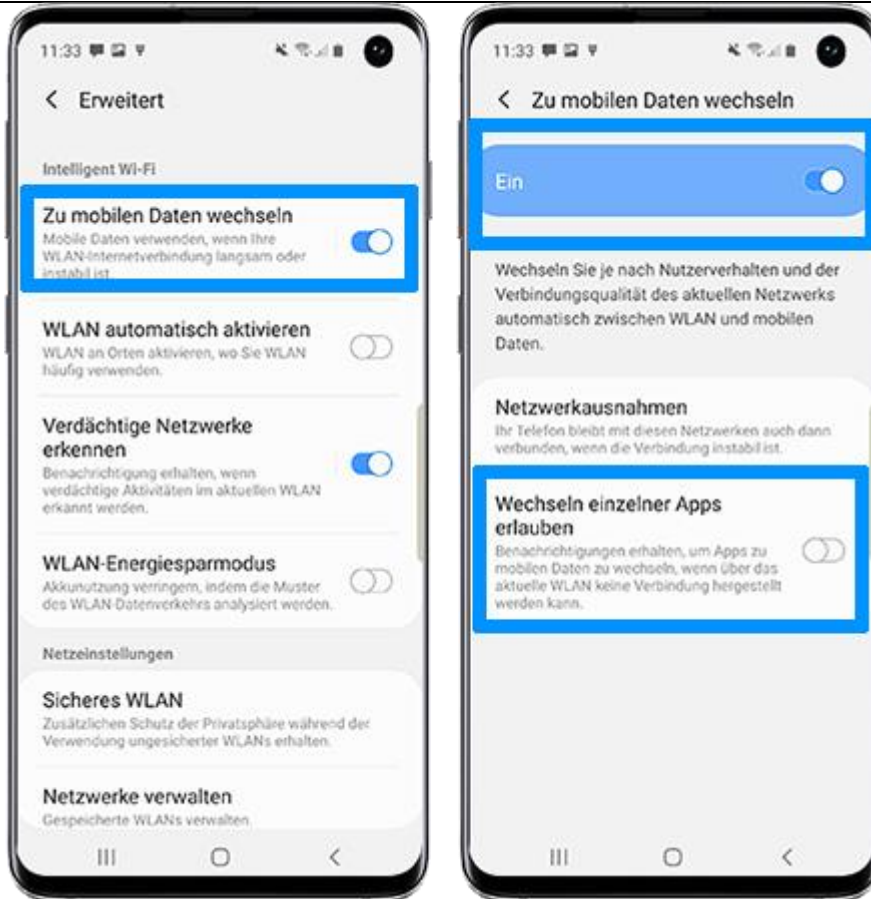 11:33
Erweitert
Intelligent Wi-Fi
Zu mobilen Daten wechseln
Mobile Daten verwenden, wenn Ihre
WLAN-Internetverbindung langsam oder
instabil ist.
WLAN automatisch aktivieren
WLAN an Orten aktivieren, wo Sie WLAN
häufig verwenden.
Verdächtige Netzwerke
erkennen
Benachrichtigung erhalten, wenn
verdächtige Aktivitäten im aktuellen WLAN
erkannt werden.
WLAN-Energiesparmodus
Akkunutzung verringern, indem die Muster
des WLAN-Datenverkehrs analysiert werden.
Netzeinstellungen
Sicheres WLAN
Zusätzlichen Schutz der Privatsphäre während der
Verwendung ungesicherter WLANs erhalten.
Netzwerke verwalten
Gespeicherte WLANs verwalten.
11:33
Zu mobilen Daten wechseln
Ein
Wechseln Sie je nach Nutzerverhalten und der
Verbindungsqualität des aktuellen Netzwerks
automatisch zwischen WLAN und mobilen
Daten.
Netzwerkausnahmen
Ihr Telefon bleibt mit diesen Netzwerken auch dann
verbunden, wenn die Verbindung instabil ist.
Wechseln einzelner Apps
erlauben
Benachrichtigungen erhalten, um Apps zu
mobilen Daten zu wechseln, wenn über das
aktuelle WLAN keine Verbindung hergestellt
werden kann.